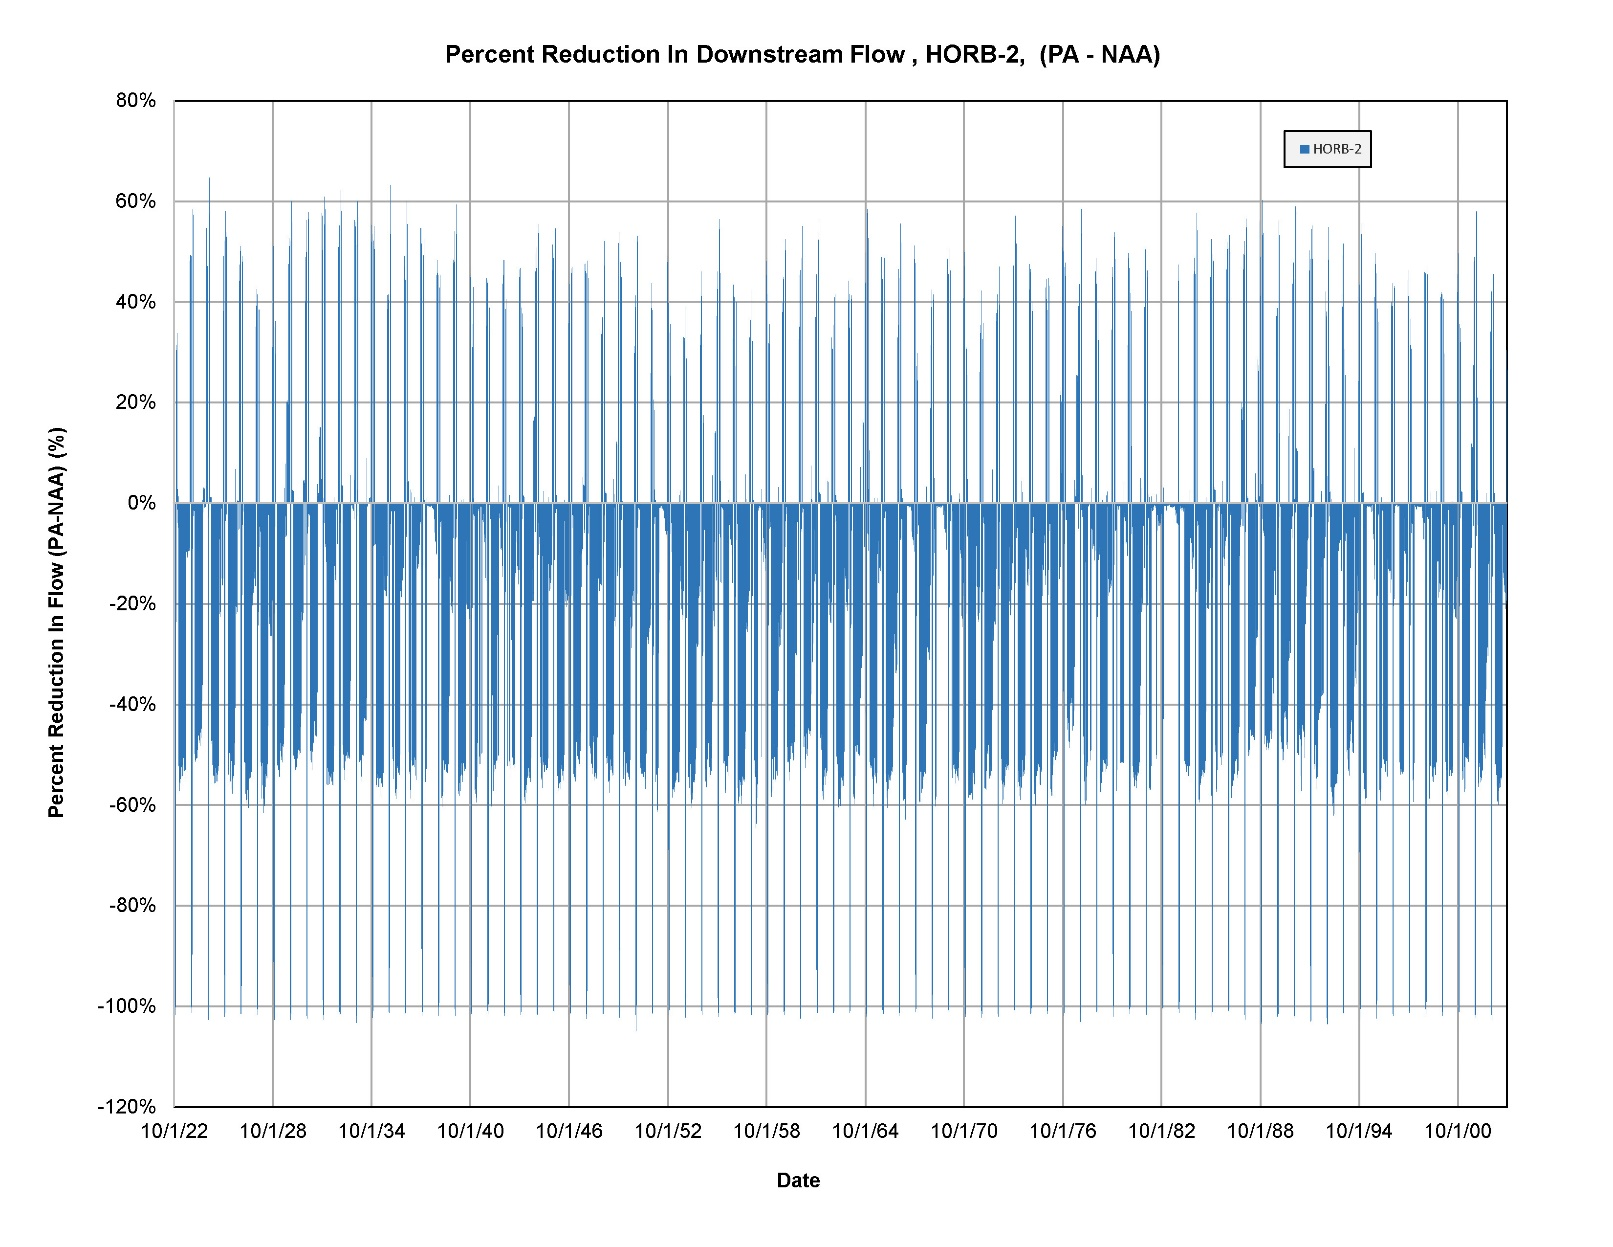 Percent Reduction In Downstream Flow , HORB-2,  (PA - NAA)
80%
HORB-2
60%
40%
20%
0%
-20%
-40%
-60%
-80%
-100%
-120%
Percent Reduction In Flow (PA-NAA) (%)
10/1/22 10/1/28 10/1/34 10/1/40 10/1/46 10/1/52 10/1/58 10/1/64 10/1/70 10/1/76 10/1/82 10/1/88 10/1/94 10/1/00
Date